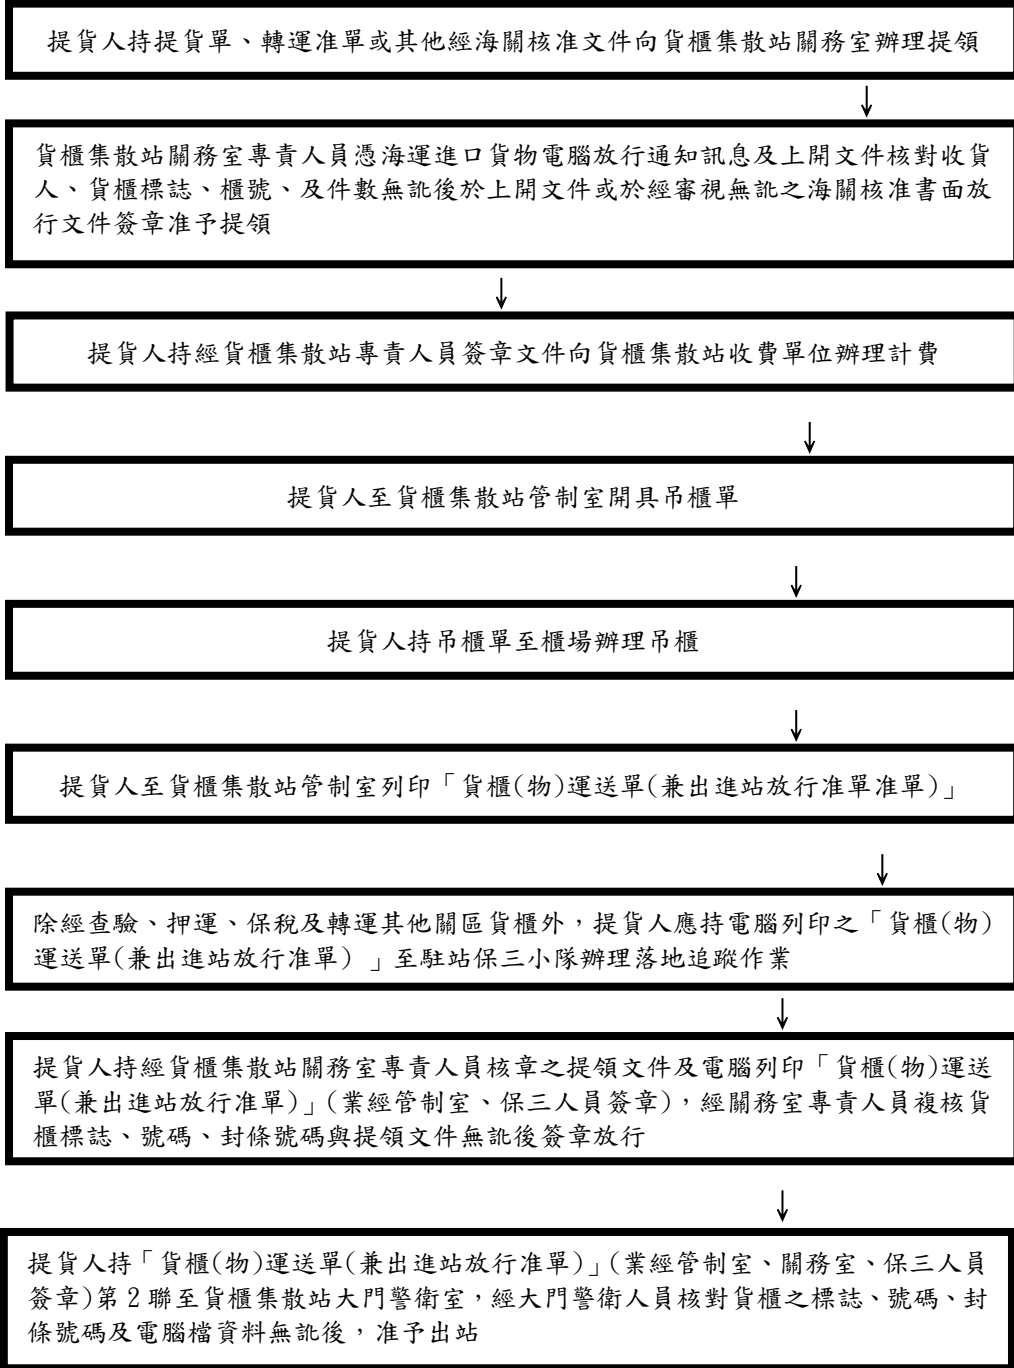 提貨人持提貨單、轉運准單或其他經海關核准文件向貨櫃集散站關務室辦理提領
↓
貨櫃集散站關務室專責人員憑海運進口貨物電腦放行通知訊息及上開文件核對收貨
人、貨櫃標誌、櫃號、及件數無訛後於上開文件或於經審視無訛之海關核准書面放
行文件簽章准予提領
↓
提貨人持經貨櫃集散站專責人員簽章文件向貨櫃集散站收費單位辦理計費
↓
提貨人至貨櫃集散站管制室開具吊櫃單
↓
提貨人持吊櫃單至櫃場辦理吊櫃
↓
提貨人至貨櫃集散站管制室列印「貨櫃(物)運送單(兼出進站放行准單准單)」
↓
除經查驗、押運、保稅及轉運其他關區貨櫃外，提貨人應持電腦列印之「貨櫃(物)
運送單(兼出進站放行准單) 」至駐站保三小隊辦理落地追蹤作業
↓
提貨人持經貨櫃集散站關務室專責人員核章之提領文件及電腦列印「貨櫃(物)運送
單(兼出進站放行准單)」(業經管制室、保三人員簽章)，經關務室專責人員複核貨
櫃標誌、號碼、封條號碼與提領文件無訛後簽章放行
↓
提貨人持「貨櫃(物)運送單(兼出進站放行准單)」(業經管制室、關務室、保三人員
簽章)第 2 聯至貨櫃集散站大門警衛室，經大門警衛人員核對貨櫃之標誌、號碼、封
條號碼及電腦檔資料無訛後，准予出站